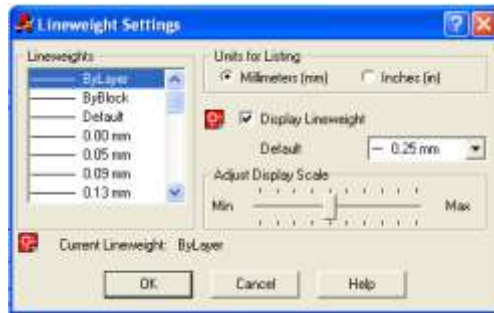 Lineweight Settings
Lineweights
ByLayer
ByBlock
Default
0.00 mm
0.05 mm
0.09 mm
0.13 mm
Units for Listing
Millimeters (mm)
Inches (in)
Display Lineweight
Default
0.25 mm
Adjust Display Scale
Min
Max
Current Lineweight: ByLayer
OK
Cancel
Help